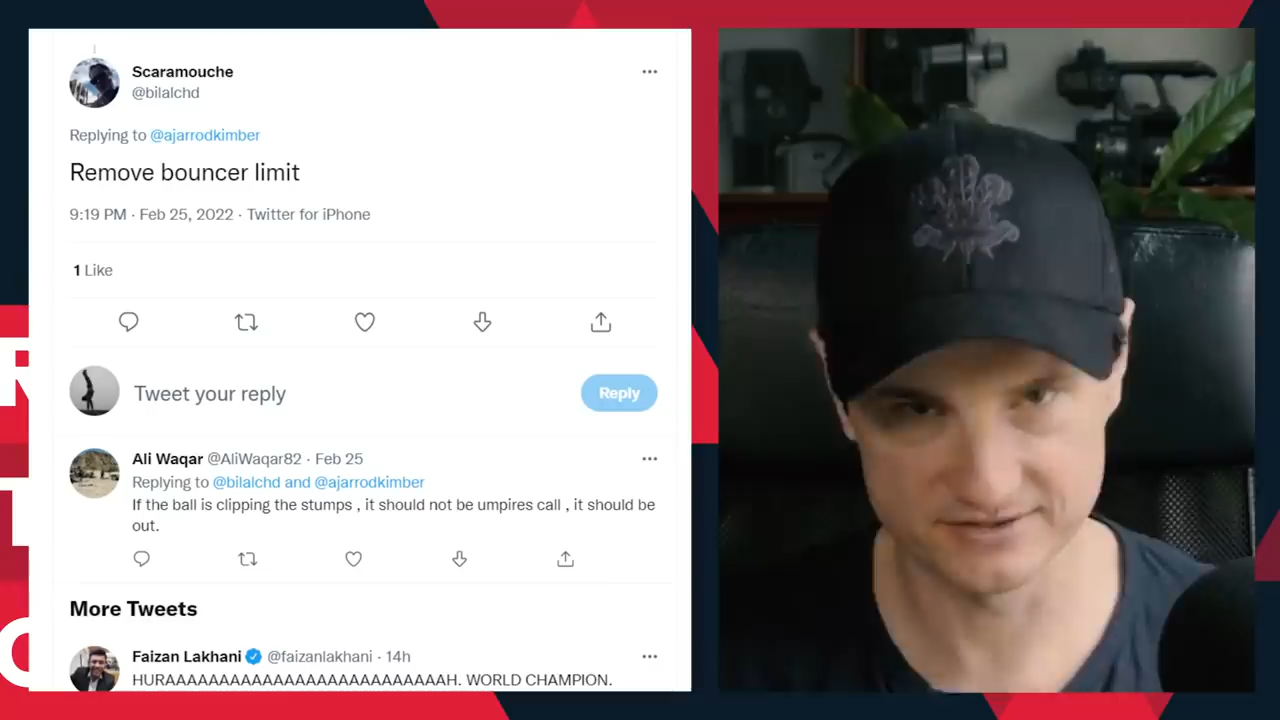 Scaramouche
@bilalchd
Replying to @ajarrodkimber
Remove bouncer limit
9:19 PM · Feb 25, 2022 · Twitter for iPhone
1 Like
Tweet your reply
Reply
Ali Waqar @AliWaqar82 · Feb 25
Replying to @bilalchd and @ajarrodkimber
If the ball is clipping the stumps , it should not be umpires call , it should be
out.
More Tweets
Faizan Lakhani @faizanlakhani · 14h
HURAAAAAAAAAAAAAAAAAAAAAAAAAH. WORLD CHAMPION.